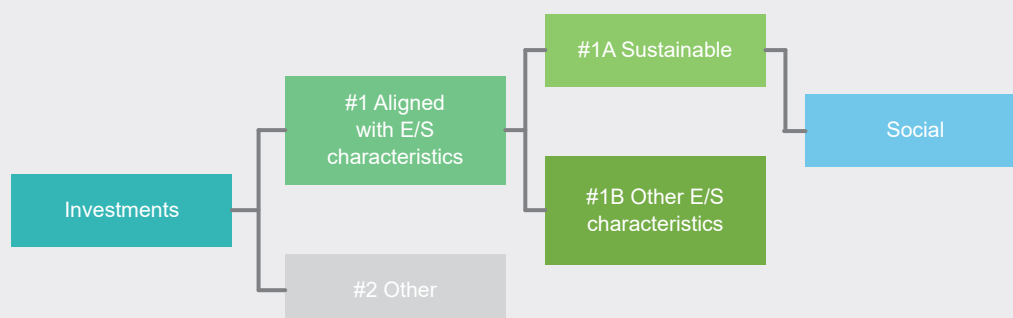 #1A Sustainable
#1 Aligned
with E/S
characteristics
Social
#1B Other E/S
characteristics
Investments
#2 Other